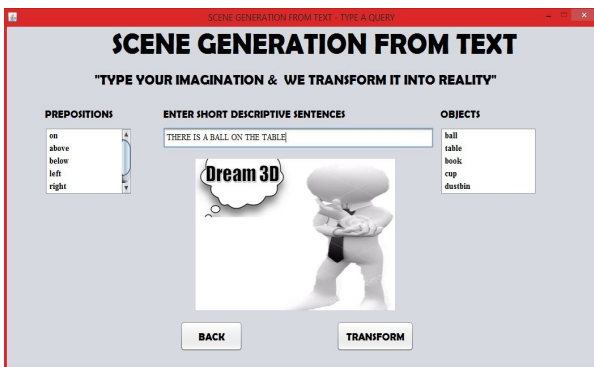 SCENE GENERATION FROM TEXT - TYPE A QUERY
SCENE GENERATION FROM TEXT
"TYPE YOUR IMAGINATION & WE TRANSFORM IT INTO REALITY"
PREPOSITIONS
ENTER SHORT DESCRIPTIVE SENTENCES
OBJECTS
on
above
below
left
right
THERE IS A BALL ON THE TABLE
ball
table
book
cup
dustbin
Dream 3D
BACK
TRANSFORM